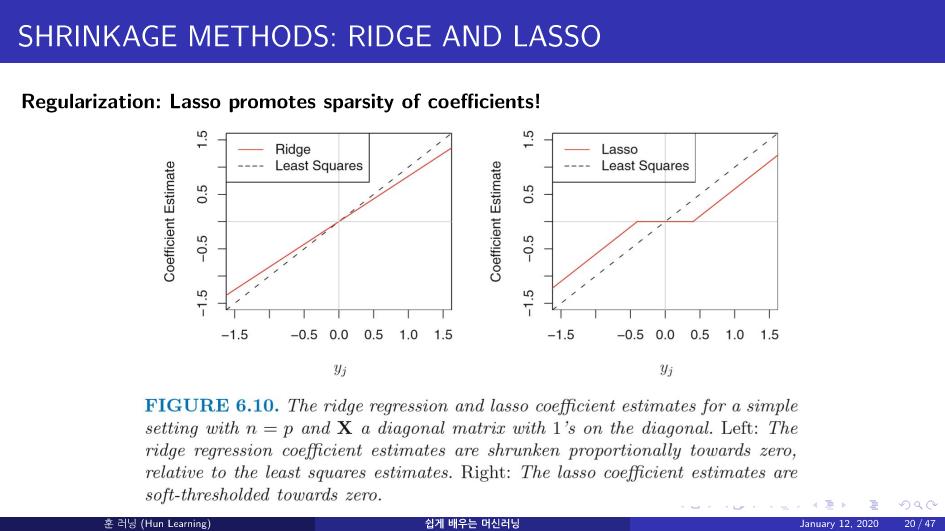 SHRINKAGE METHODS: RIDGE AND LASSO
Regularization: Lasso promotes sparsity of coefficients!
Ridge
Least Squares
Coefficient Estimate
1.5
0.5
−0.5
−1.5
−1.5 −0.5 0.0 0.5 1.0 1.5
yj
Lasso
Least Squares
Coefficient Estimate
1.5
0.5
−0.5
−1.5
−1.5 −0.5 0.0 0.5 1.0 1.5
yj
FIGURE 6.10. The ridge regression and lasso coefficient estimates for a simple
setting with n = p and X a diagonal matrix with 1’s on the diagonal. Left: The
ridge regression coefficient estimates are shrunken proportionally towards zero,
relative to the least squares estimates. Right: The lasso coefficient estimates are
soft-thresholded towards zero.
훈 러닝 (Hun Learning) 쉽게 배우는 머신러닝 January 12, 2020 20 / 47